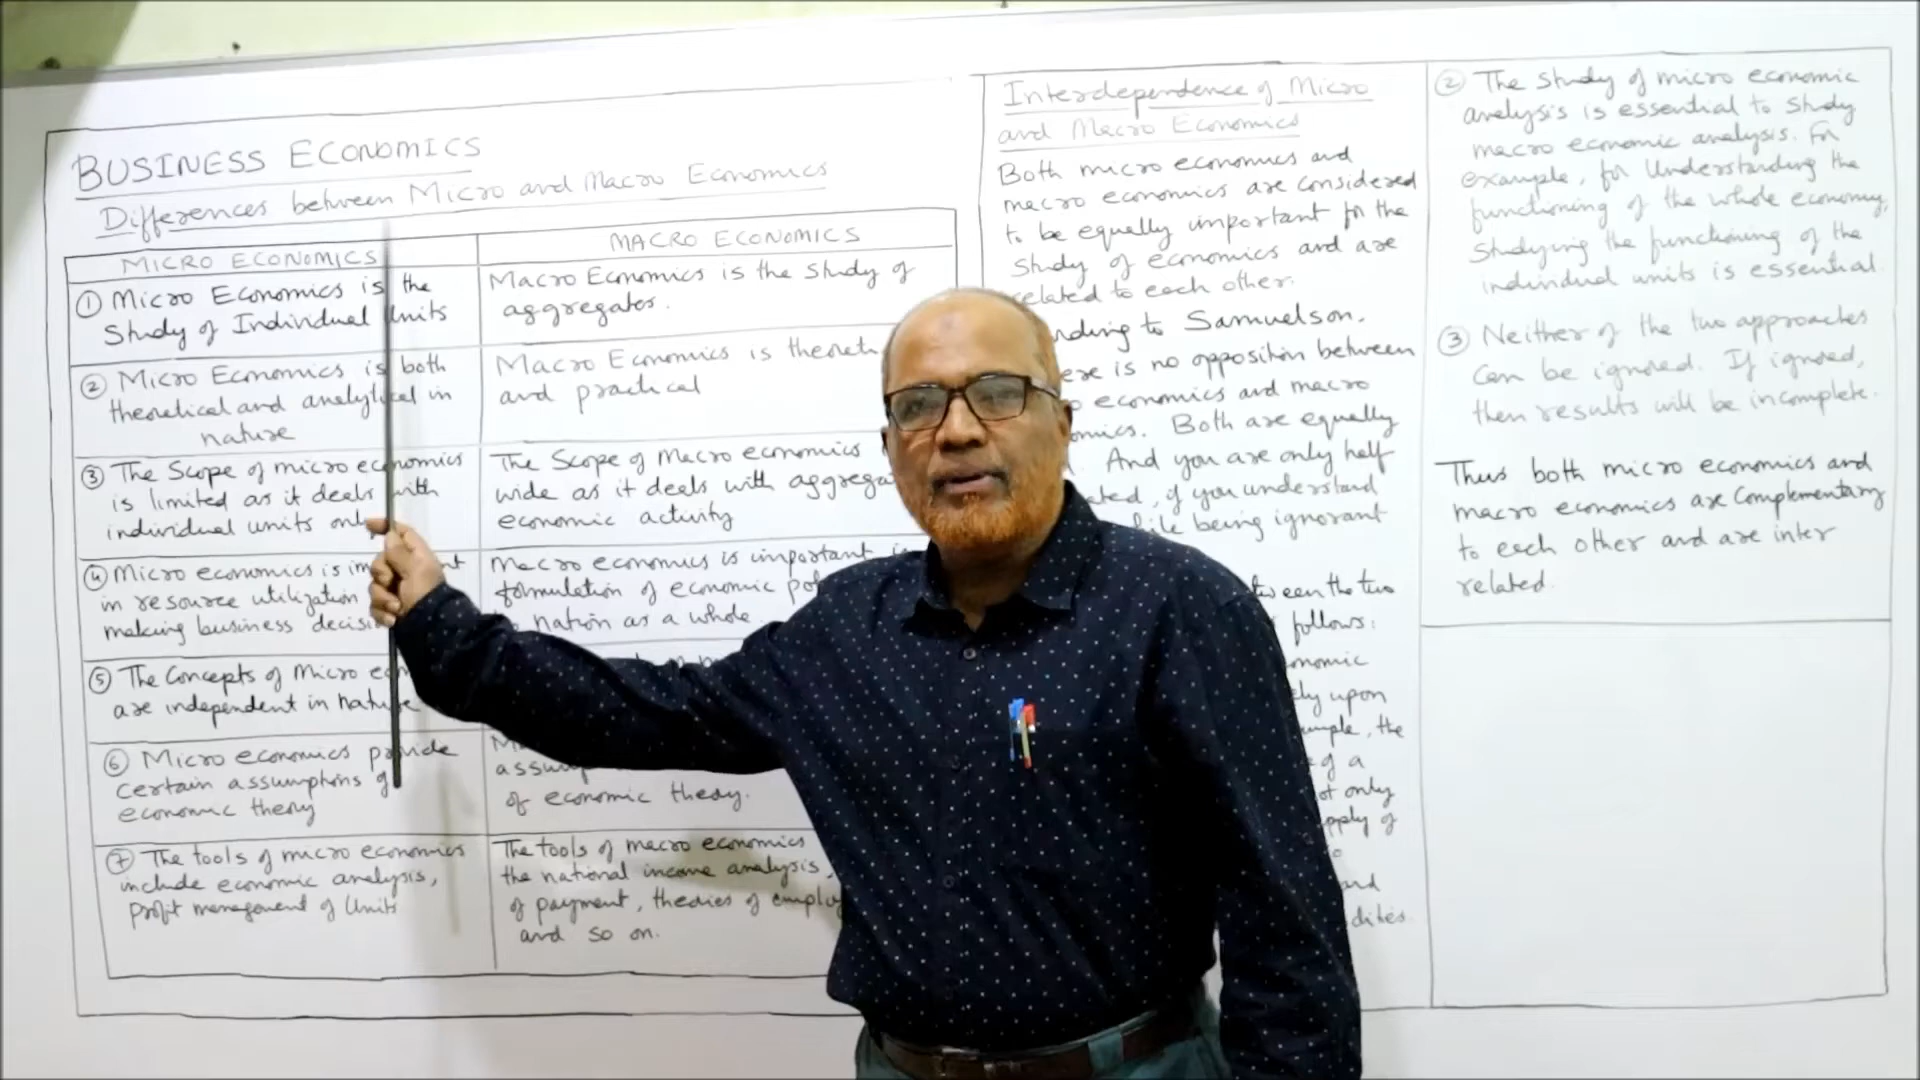 BUSINESS ECONOMICS
Differences between Micro and Macro Economics
MICRO ECONOMICS
① Micro Economics is the
Study of Individual Units
② Micro Economics is both
theoretical and analytical in
nature
③ The Scope of micro economics
is limited as it deals with
individual units only
④ Micro economics is
in resource utilization
making business
⑤ The Concepts of Micro
are independent in nature
⑥ Micro economics provide
certain assumptions of
economic theory
⑦ The tools of micro economics
include economic analysis,
profit management of Units
MACRO ECONOMICS
Macro Economics is the Study of
aggregates.
Macro Economics is
and practical
The Scope of Macro economics
wide as it deals with
economic activity
Macro economics is important
formulation of economic
nation as a whole
of economic theory.
The tools of macro economics
the national income analysis,
of payment, theories of
and so on.
Interdependence of Micro
and Macro Economics
Both micro economics and
macro economics are considered
to be equally important for the
Study of economics and are
related to each other.
to Samuelson,
is no opposition between
economics and macro
Both are equally
And you are only half
if you understand
while being ignorant
between the two
follows:
upon
the
of a
not only
of
② The Study of micro economic
analysis is essential to study
macro economic analysis. For
example, for Understanding the
functioning of the whole economy,
Studying the functioning of the
individual units is essential.
③ Neither of the two approaches
Can be ignored. If ignored,
then results will be incomplete.
Thus both micro economics and
macro economics are Complementary
to each other and are inter
related.